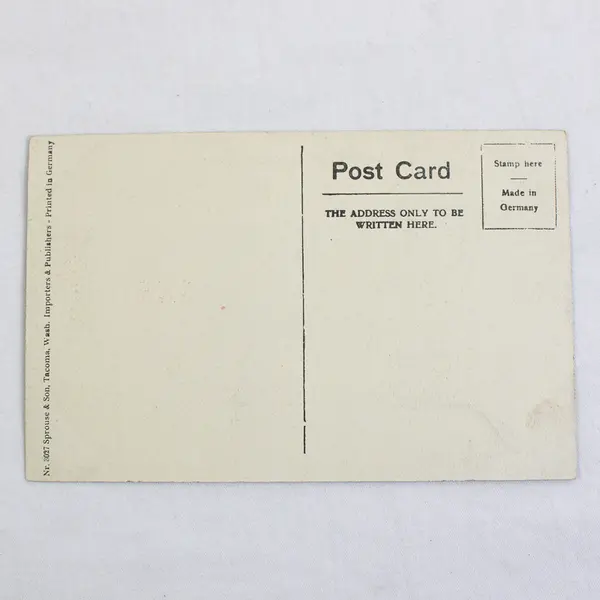 Post Card
THE ADDRESS ONLY TO BE
WRITTEN HERE.
Stamp here
Made in
Germany
Nr. 3027 Sprouse & Son, Tacoma, Wash. Importers & Publishers - Printed in Germany